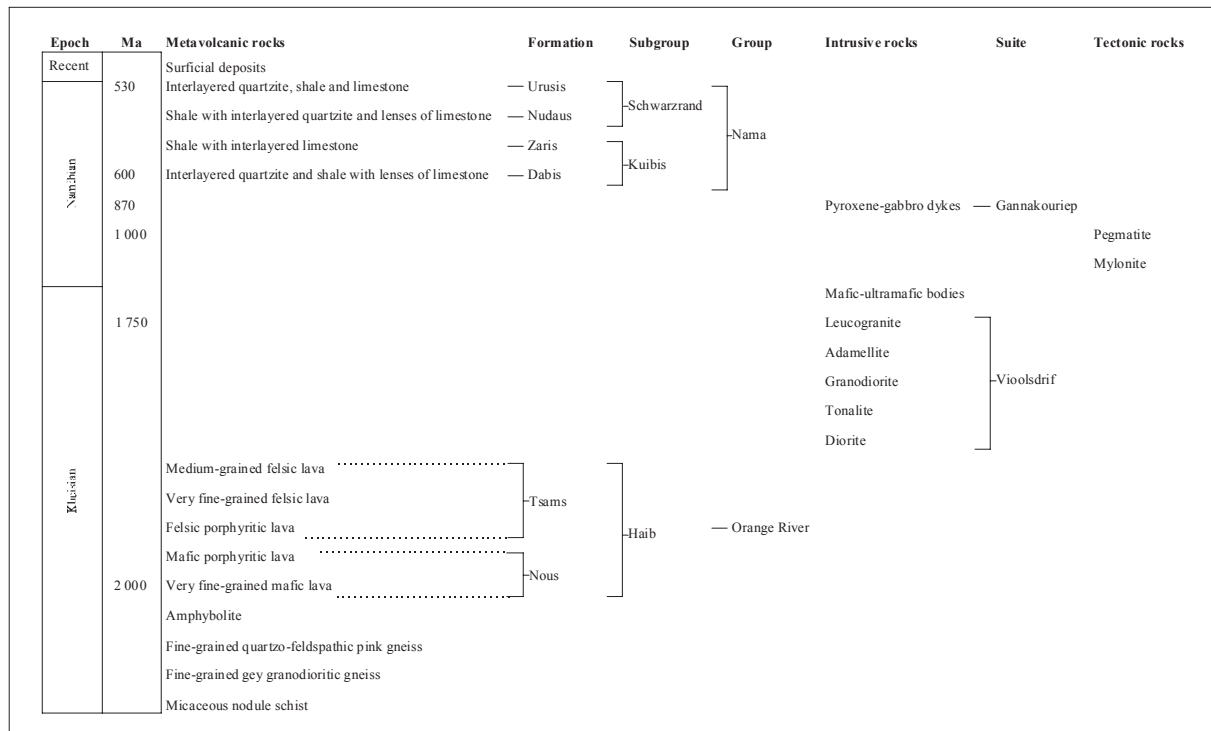 Epoch Ma Metavolcanic rocks Formation Subgroup Group Intrusive rocks Suite Tectonic rocks
Recent Surficial deposits
530 Interlayered quartzite, shale and limestone Urusis
Schwarzrand
Shale with interlayered quartzite and lenses of limestone Nudaus
Nama
Shale with interlayered limestone Zaris
Kuibis
600 Interlayered quartzite and shale with lenses of limestone Dabis
Namibian
870 Pyroxene-gabbro dykes Gannakouriep
1 000 Pegmatite
Mylonite
Mafic-ultramafic bodies
1 750 Leucogranite
Adamellite
Granodiorite Vioolsdrif
Tonalite
Diorite
Medium-grained felsic lava
Very fine-grained felsic lava Tsams
Felsic porphyritic lava Haib Orange River
Mafic porphyritic lava
Nous
2 000 Very fine-grained mafic lava
Amphybolite
Fine-grained quartzo-feldspathic pink gneiss
Fine-grained gey granodioritic gneiss
Micaceous nodule schist